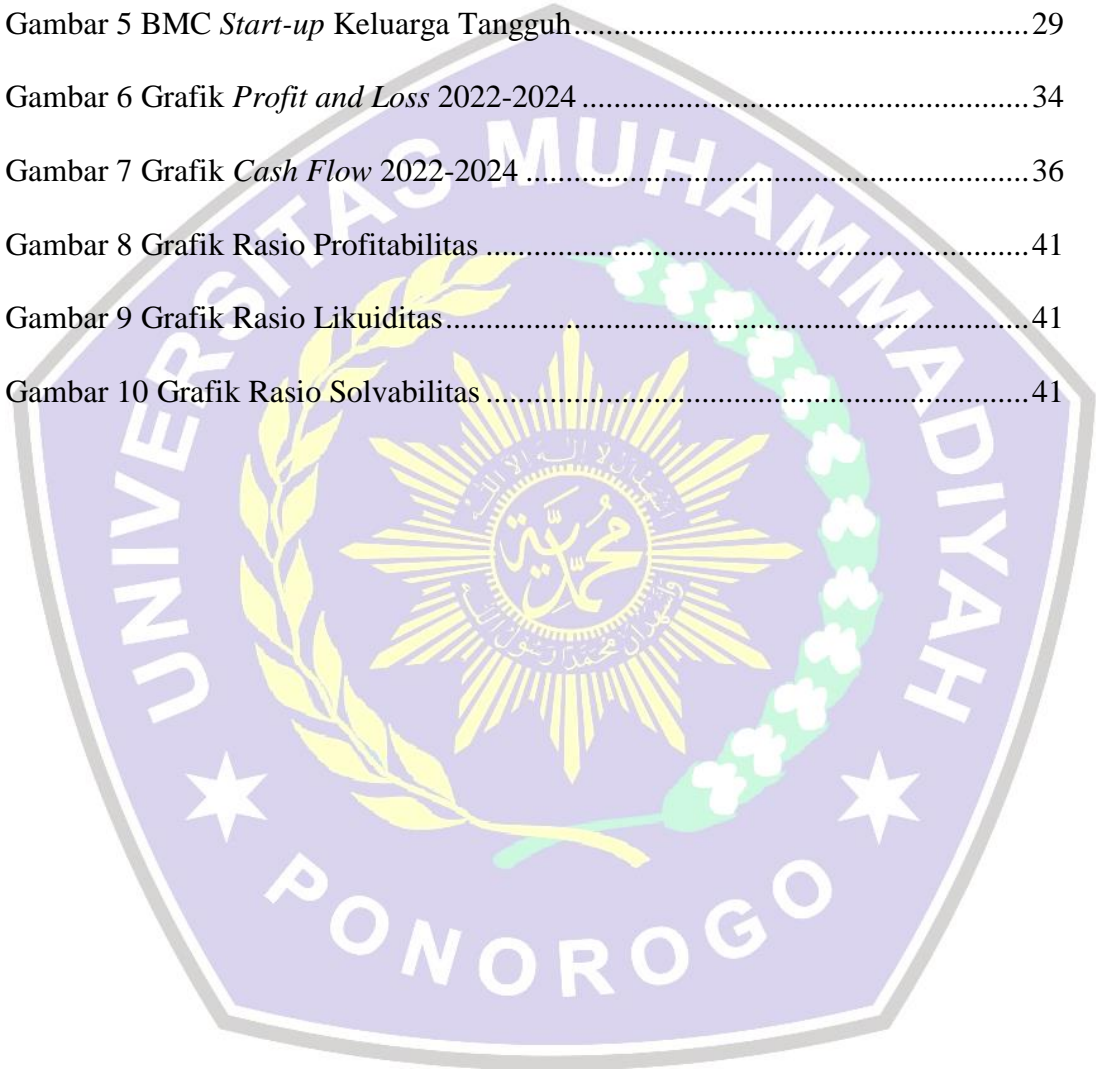 Gambar 5 BMC Start-up Keluarga Tangguh..............................................................29
Gambar 6 Grafik Profit and Loss 2022-2024 ............................................................34
Gambar 7 Grafik Cash Flow 2022-2024 ....................................................................36
Gambar 8 Grafik Rasio Profitabilitas .........................................................................41
Gambar 9 Grafik Rasio Likuiditas...............................................................................41
Gambar 10 Grafik Rasio Solvabilitas .........................................................................41
UNIVERSITAS MUHAMMADIYAH
PONOROGO